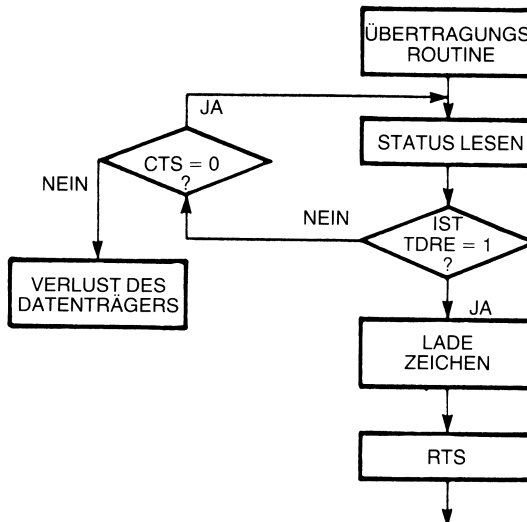 ÜBERTRAGUNGS
ROUTINE
JA
STATUS LESEN
CTS = 0
?
NEIN
NEIN
IST
TDRE = 1
?
VERLUST DES
DATENTRÄGERS
JA
LADE
ZEICHEN
RTS